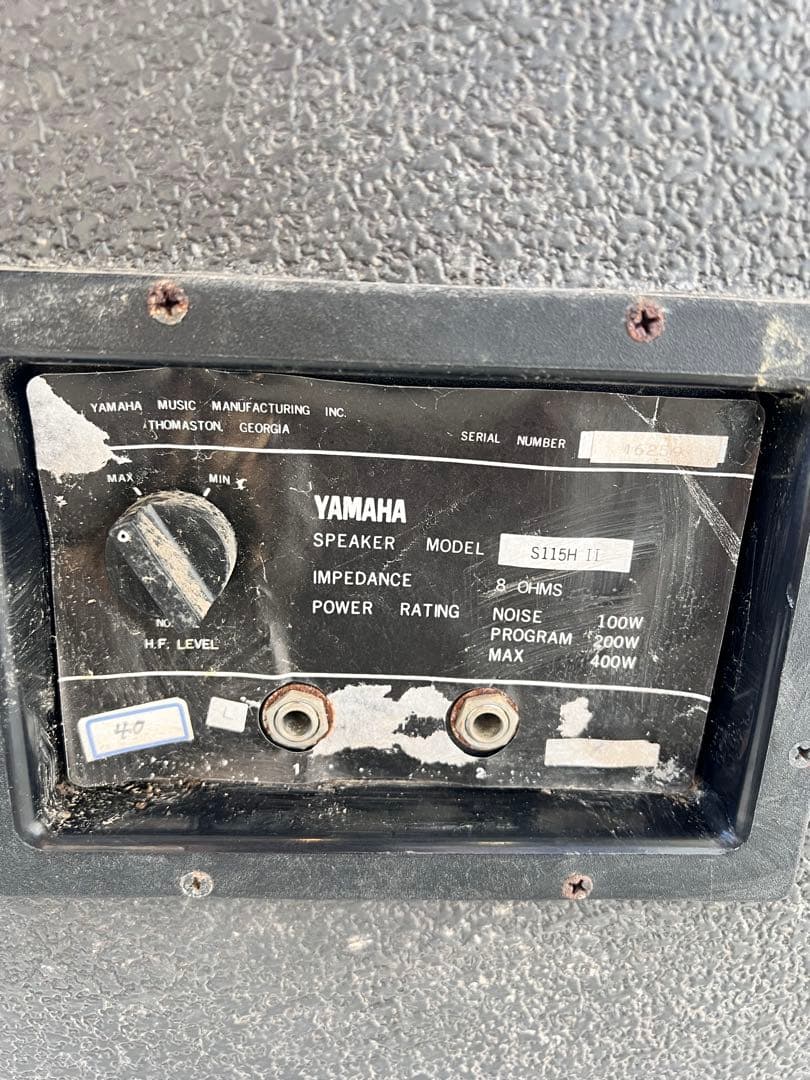 YAMAHA MUSIC MANUFACTURING INC.
THOMASTON, GEORGIA
SERIAL NUMBER
MAX MIN
YAMAHA
SPEAKER MODEL S115H II
IMPEDANCE 8 OHMS
POWER RATING NOISE 100W
PROGRAM 200W
MAX 400W
H.F. LEVEL
40
L
1 2